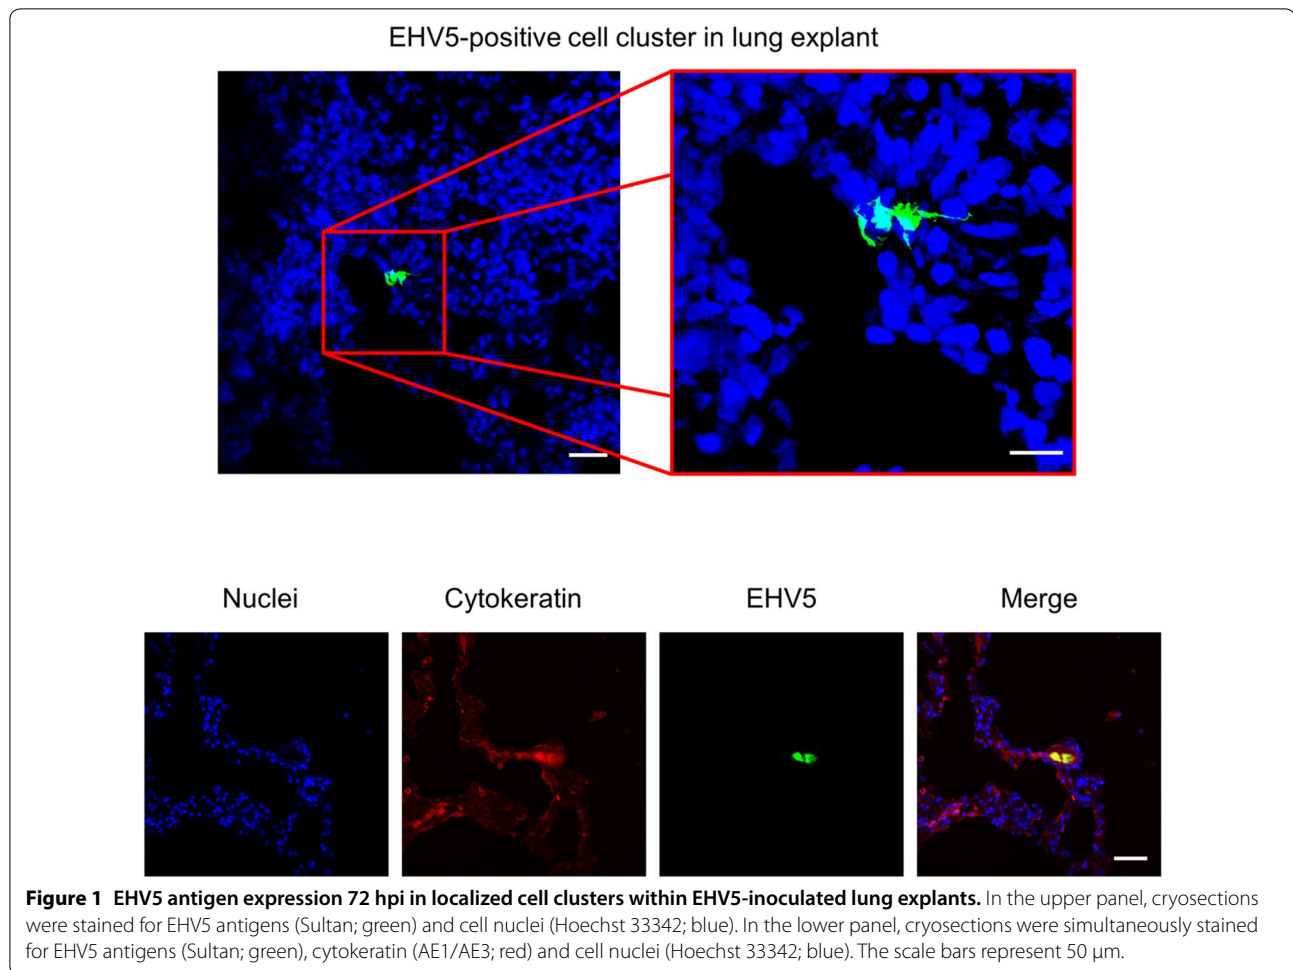 EHV5-positive cell cluster in lung explant
Nuclei Cytokeratin EHV5 Merge
Figure 1 EHV5 antigen expression 72 hpi in localized cell clusters within EHV5-inoculated lung explants. In the upper panel, cryosections
were stained for EHV5 antigens (Sultan; green) and cell nuclei (Hoechst 33342; blue). In the lower panel, cryosections were simultaneously stained
for EHV5 antigens (Sultan; green), cytokeratin (AE1/AE3; red) and cell nuclei (Hoechst 33342; blue). The scale bars represent 50 µm.